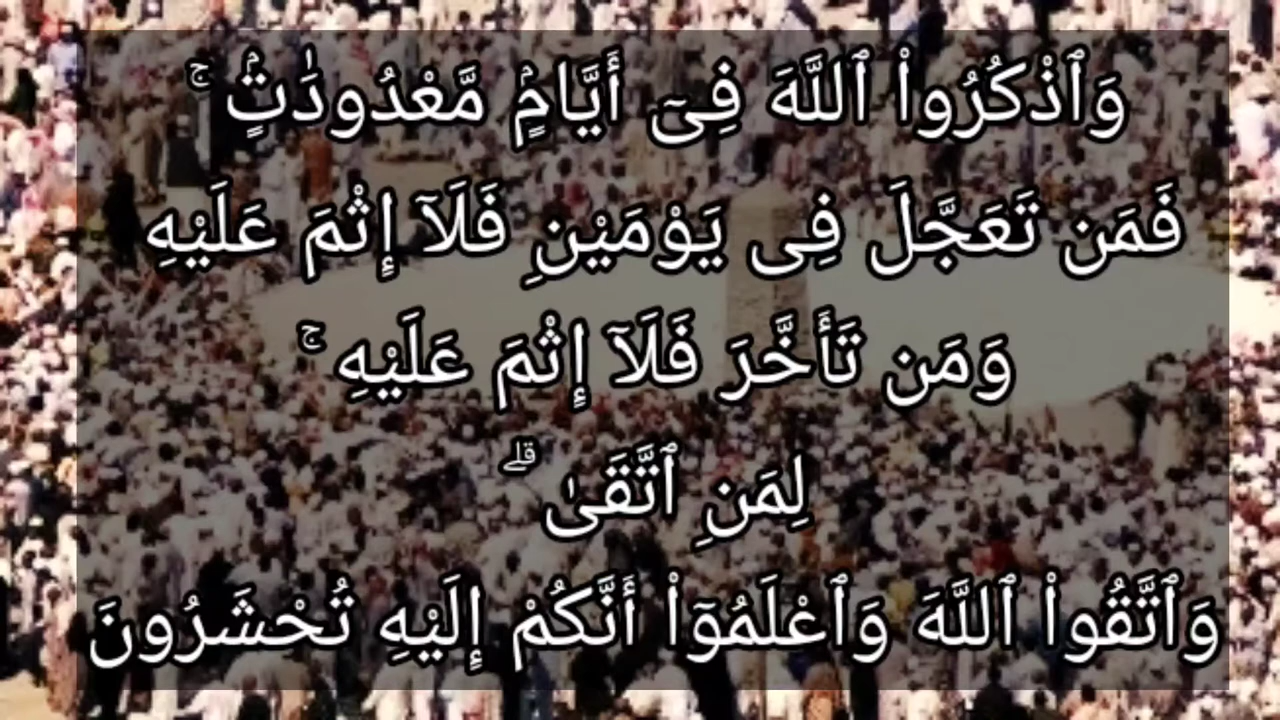 وَٱذْكُرُوا۟ ٱللَّهَ فِىٓ أَيَّامٍۢ مَّعْدُودَٰتٍۢ ۚ
فَمَن تَعَجَّلَ فِى يَوْمَيْنِ فَلَآ إِثْمَ عَلَيْهِ
وَمَن تَأَخَّرَ فَلَآ إِثْمَ عَلَيْهِ ۚ
لِمَنِ ٱتَّقَىٰ ۗ
وَٱتَّقُوا۟ ٱللَّهَ وَٱعْلَمُوٓا۟ أَنَّكُمْ إِلَيْهِ تُحْشَرُونَ